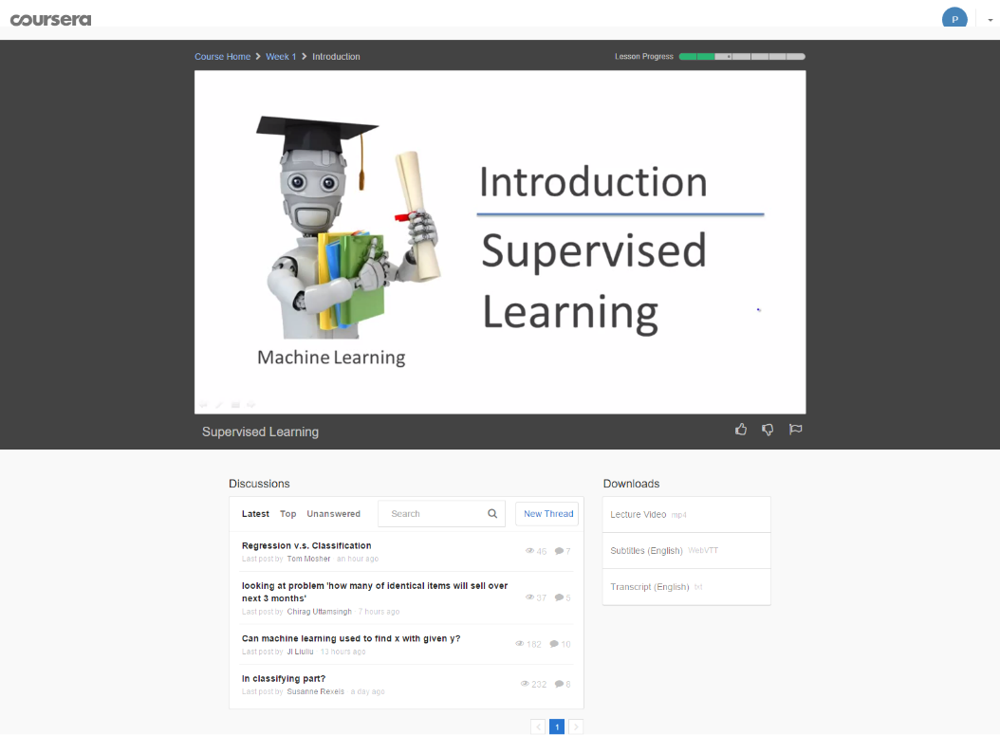 coursera
P
Course Home > Week 1 > Introduction
Lesson Progress
Introduction
Supervised
Learning
Machine Learning
Supervised Learning
Discussions
Latest Top Unanswered Search New Thread
Regression v.s. Classification
Last post by Tom Mosher · an hour ago
46 7
looking at problem 'how many of identical items will sell over
next 3 months'
Last post by Chirag Uttamsingh · 7 hours ago
37 5
Can machine learning used to find x with given y?
Last post by JI Liuliu · 13 hours ago
182 10
In classifying part?
Last post by Susanne Rexeis · a day ago
232 6
< 1 >
Downloads
Lecture Video mp4
Subtitles (English) WebVTT
Transcript (English) txt